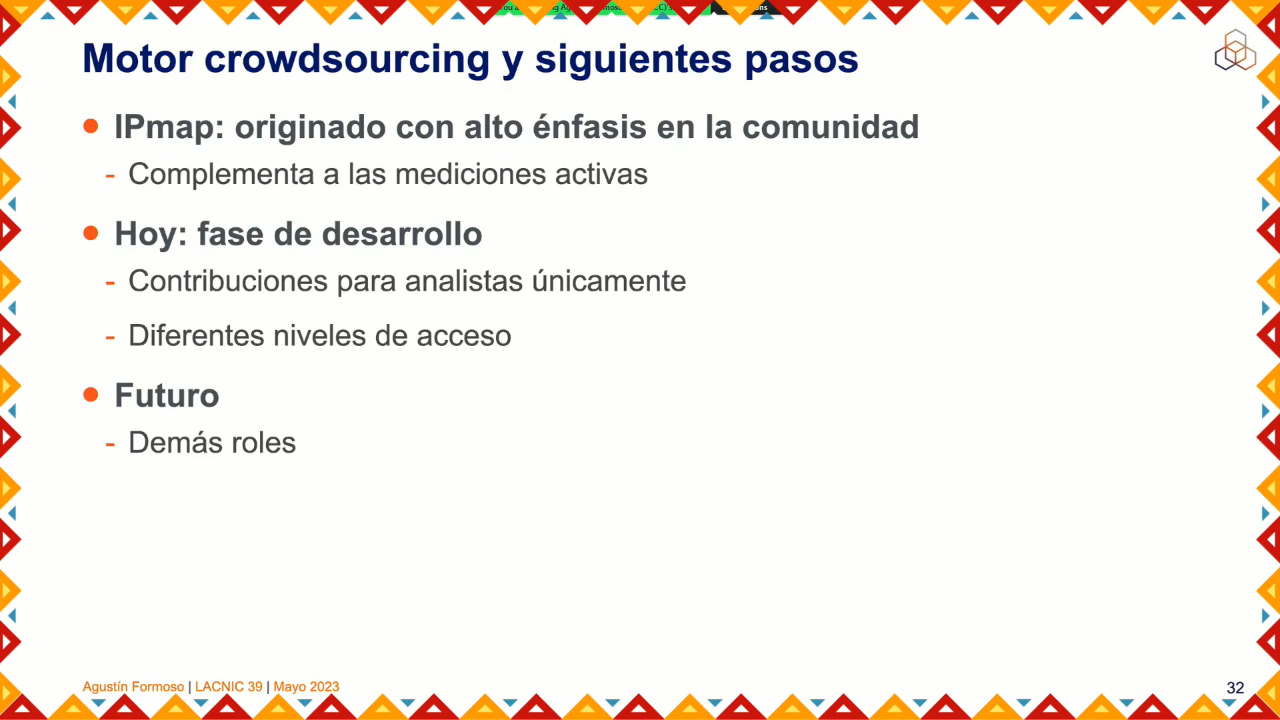 Motor crowdsourcing y siguientes pasos
IPmap: originado con alto énfasis en la comunidad
- Complementa a las mediciones activas
Hoy: fase de desarrollo
- Contribuciones para analistas únicamente
- Diferentes niveles de acceso
Futuro
- Demás roles
Agustín Formoso | LACNIC 39 | Mayo 2023
32